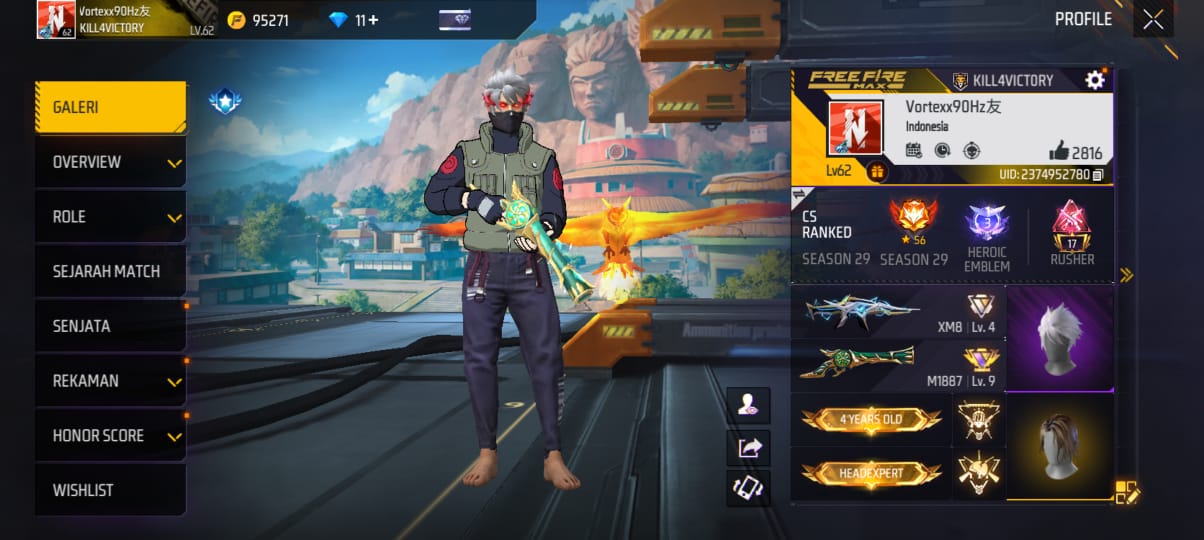 Vortexx90Hz友
KILL4VICTORY
62
LV.62
95271
11+
PROFILE
GALERI
OVERVIEW
ROLE
SEJARAH MATCH
SENJATA
REKAMAN
HONOR SCORE
WISHLIST
FREE FIRE
MAX
KILL4VICTORY
Vortexx90Hz友
Indonesia
2816
Lv62
UID: 2374952780
CS
RANKED
SEASON 29
56
SEASON 29
3
HEROIC
EMBLEM
17
RUSHER
XM8 | Lv. 4
M1887 | Lv. 9
4 YEARS OLD
HEADEXPERT